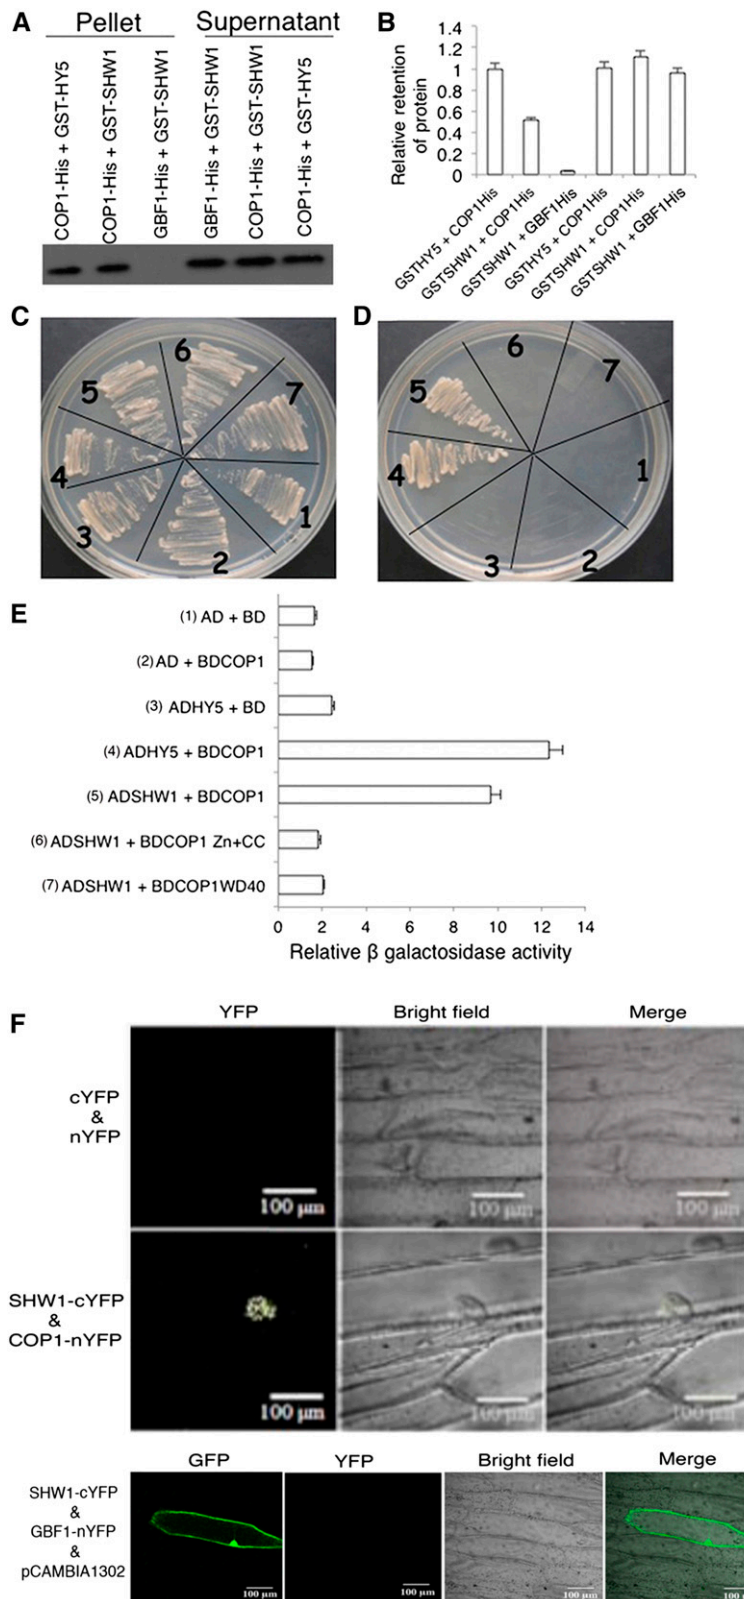 A
Pellet
Supernatant
COP1-His + GST-HY5
COP1-His + GST-SHW1
GBF1-His + GST-SHW1
GBF1-His + GST-SHW1
COP1-His + GST-SHW1
COP1-His + GST-HY5
B
Relative retention
of protein
1.4
1.2
1
0.8
0.6
0.4
0.2
0
GSTHY5 + COP1His
GSTSHW1 + COP1His
GSTSHW1 + GBF1His
GSTHY5 + COP1His
GSTSHW1 + COP1His
GSTSHW1 + GBF1His
C
6
5
7
4
3
1
2
D
6
7
5
4
1
3
2
E
(1) AD + BD
(2) AD + BDCOP1
(3) ADHY5 + BD
(4) ADHY5 + BDCOP1
(5) ADSHW1 + BDCOP1
(6) ADSHW1 + BDCOP1 Zn+CC
(7) ADSHW1 + BDCOP1WD40
0 2 4 6 8 10 12 14
Relative β galactosidase activity
F
YFP Bright field Merge
cYFP
&
nYFP
100 µm 100 µm 100 µm
SHW1-cYFP
&
COP1-nYFP
100 µm 100 µm 100 µm
GFP YFP Bright field Merge
SHW1-cYFP
&
GBF1-nYFP
&
pCAMBIA1302
100 µm 100 µm 100 µm 100 µm